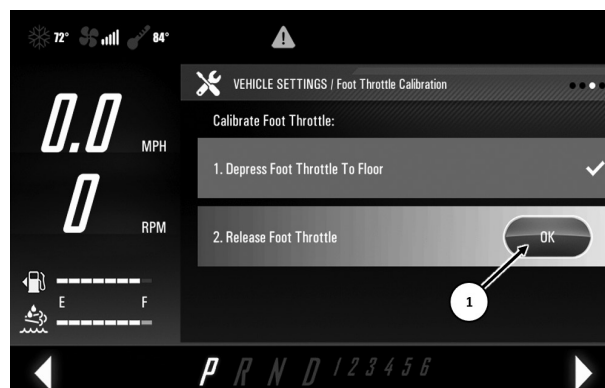 72° 84°
VEHICLE SETTINGS / Foot Throttle Calibration
Calibrate Foot Throttle:
0.0 MPH
1. Depress Foot Throttle To Floor
0 RPM
2. Release Foot Throttle OK
1
E F
P R N D 1 2 3 4 5 6